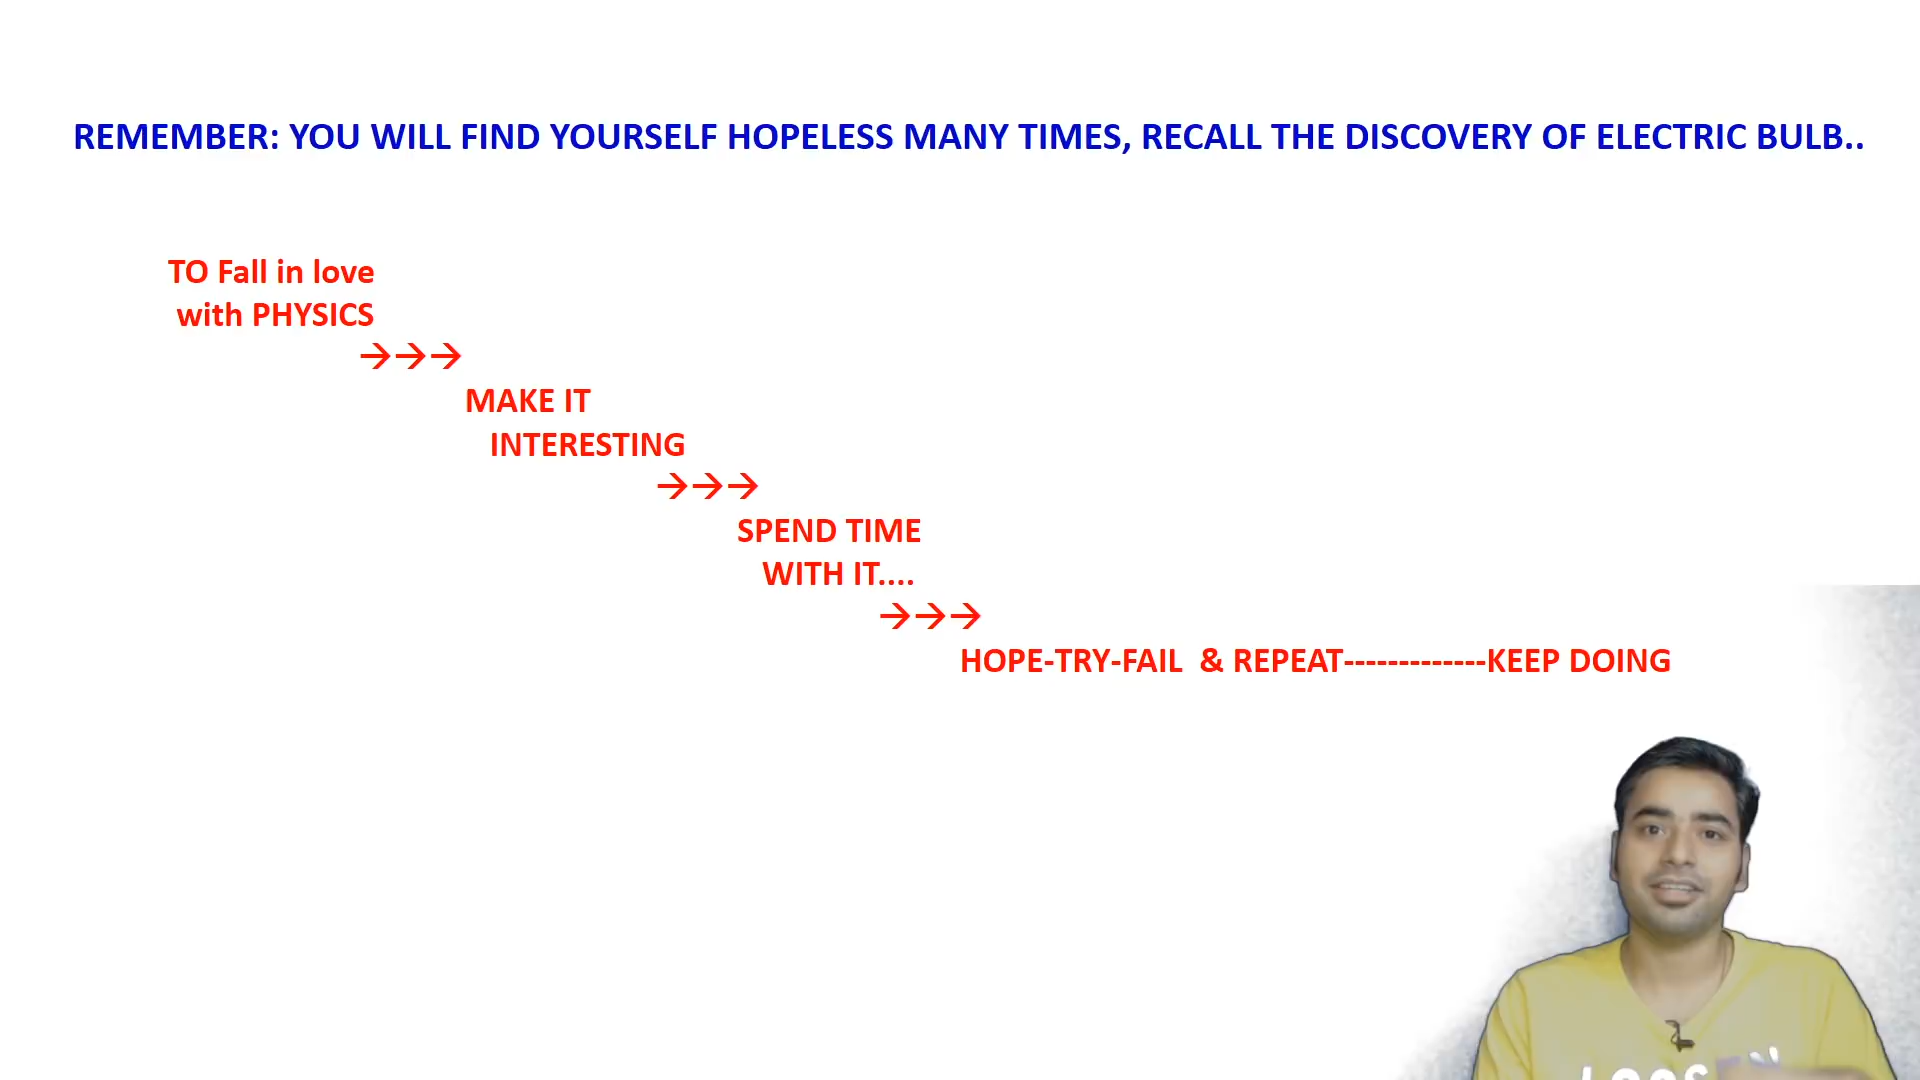 REMEMBER: YOU WILL FIND YOURSELF HOPELESS MANY TIMES, RECALL THE DISCOVERY OF ELECTRIC BULB..
TO Fall in love
with PHYSICS
→→→
MAKE IT
INTERESTING
→→→
SPEND TIME
WITH IT....
→→→
HOPE-TRY-FAIL & REPEAT-------------KEEP DOING